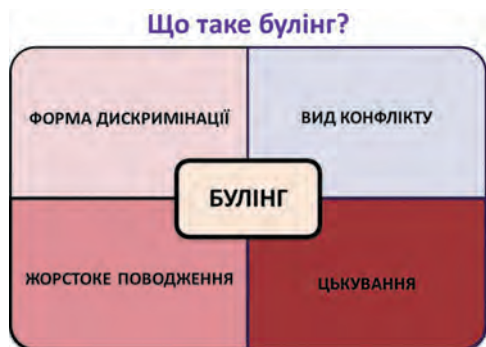 Що таке булінг?
ФОРМА ДИСКРИМІНАЦІЇ
ВИД КОНФЛІКТУ
БУЛІНГ
ЖОРСТОКЕ ПОВОДЖЕННЯ
ЦЬКУВАННЯ